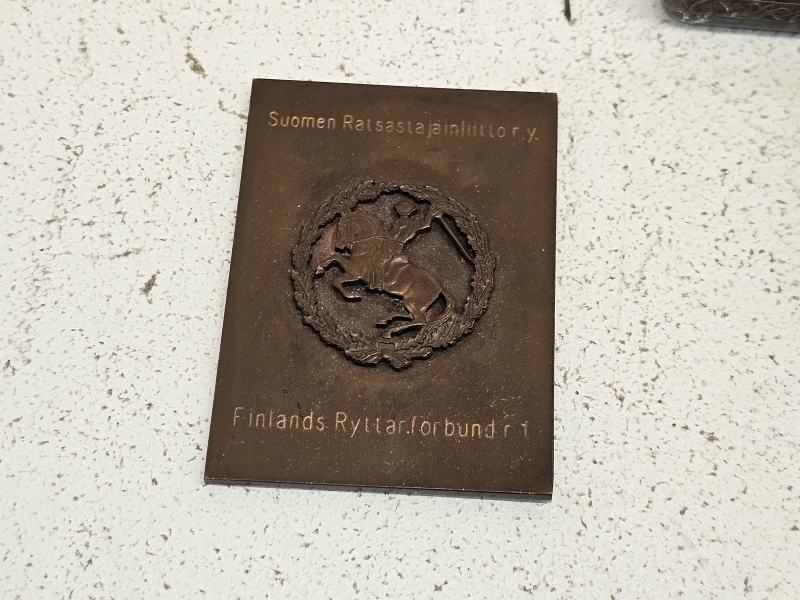 Suomen Ratsastajainliitto r.y.
Finlands Ryttarförbund r.f